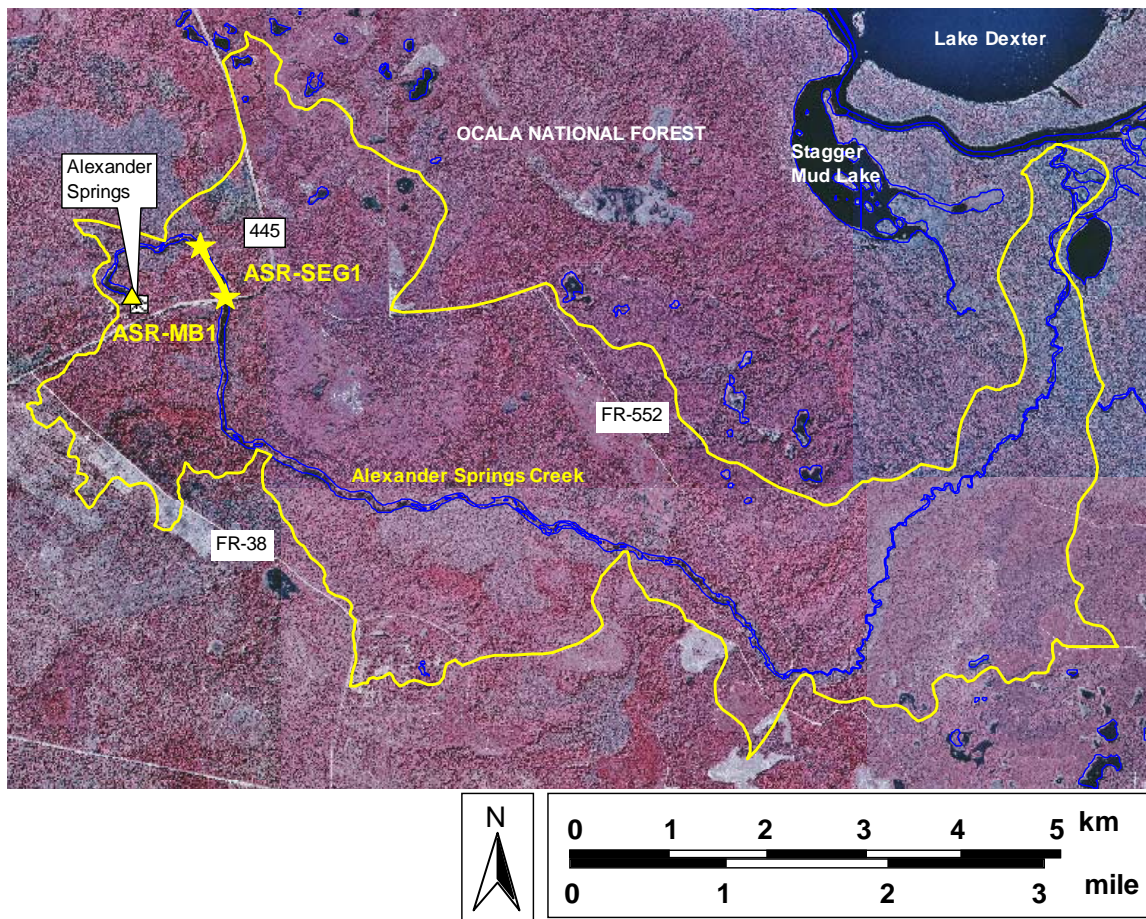 Lake Dexter
OCALA NATIONAL FOREST
Stagger
Mud Lake
Alexander
Springs
445
ASR-SEG1
ASR-MB1
FR-552
Alexander Springs Creek
FR-38
N
0 1 2 3 4 5 km
0 1 2 3 mile